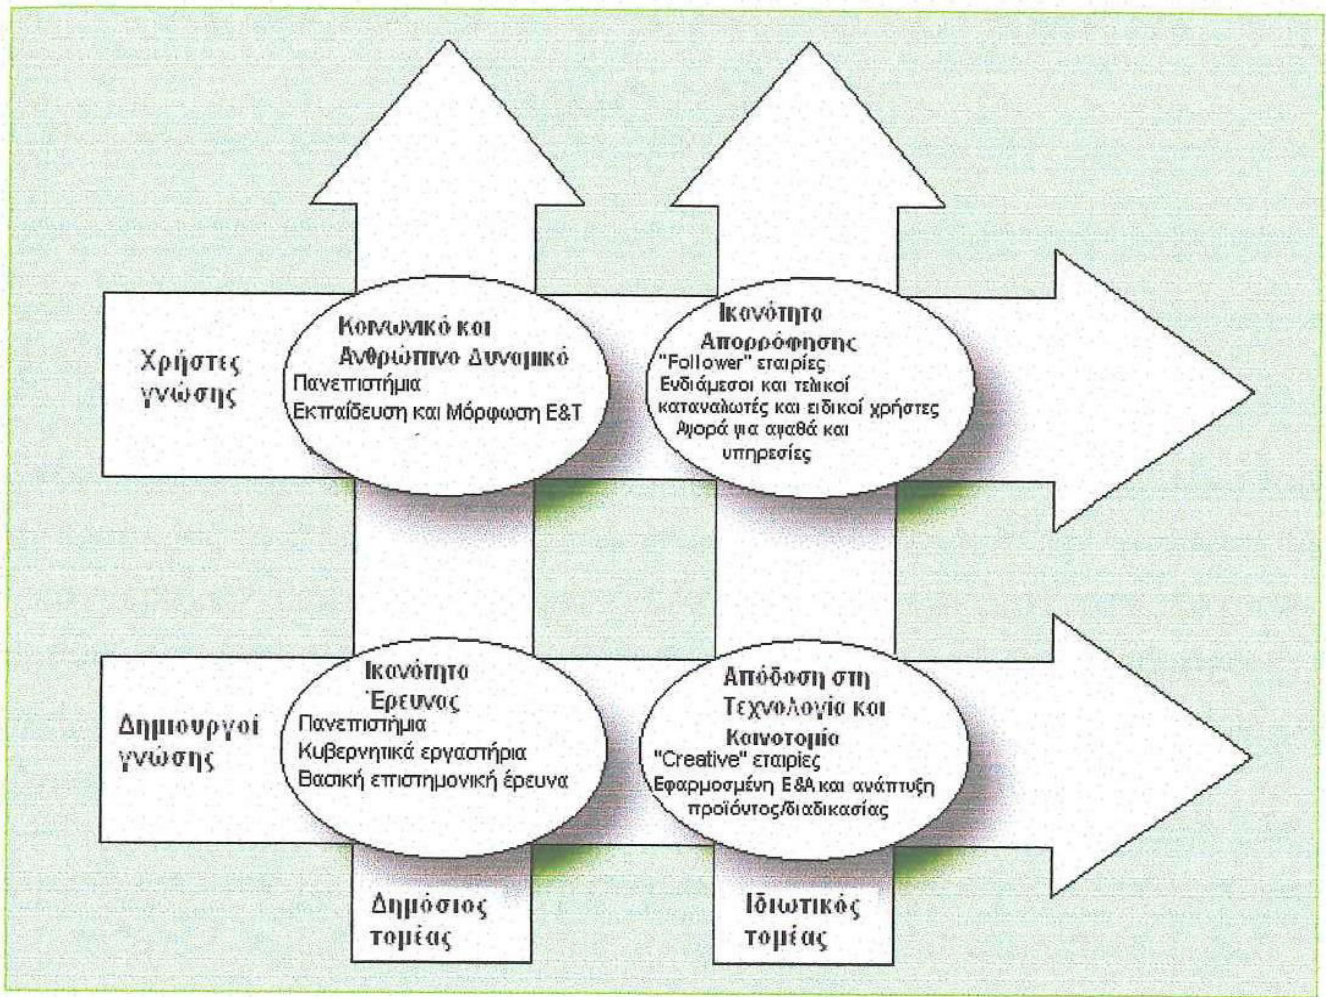 Χρήστες
γνώσης
Κοινωνικό και
Ανθρώπινο Δυναμικό
Πανεπιστήμια
Εκπαίδευση και Μόρφωση Ε&Τ
Ικανότητα
Απορρόφησης
"Follower" εταιρίες
Ενδιάμεσοι και τελικοί
καταναλωτές και ειδικοί χρήστες
Αγορά για αγαθά και
υπηρεσίες
Δημιουργοί
γνώσης
Ικανότητα
Έρευνας
Πανεπιστήμια
Κυβερνητικά εργαστήρια
Βασική επιστημονική έρευνα
Απόδοση στη
Τεχνολογία και
Καινοτομία
"Creative" εταιρίες
Εφαρμοσμένη Ε&Α και ανάπτυξη
προϊόντος/διαδικασίας
Δημόσιος
τομέας
Ιδιωτικός
τομέας